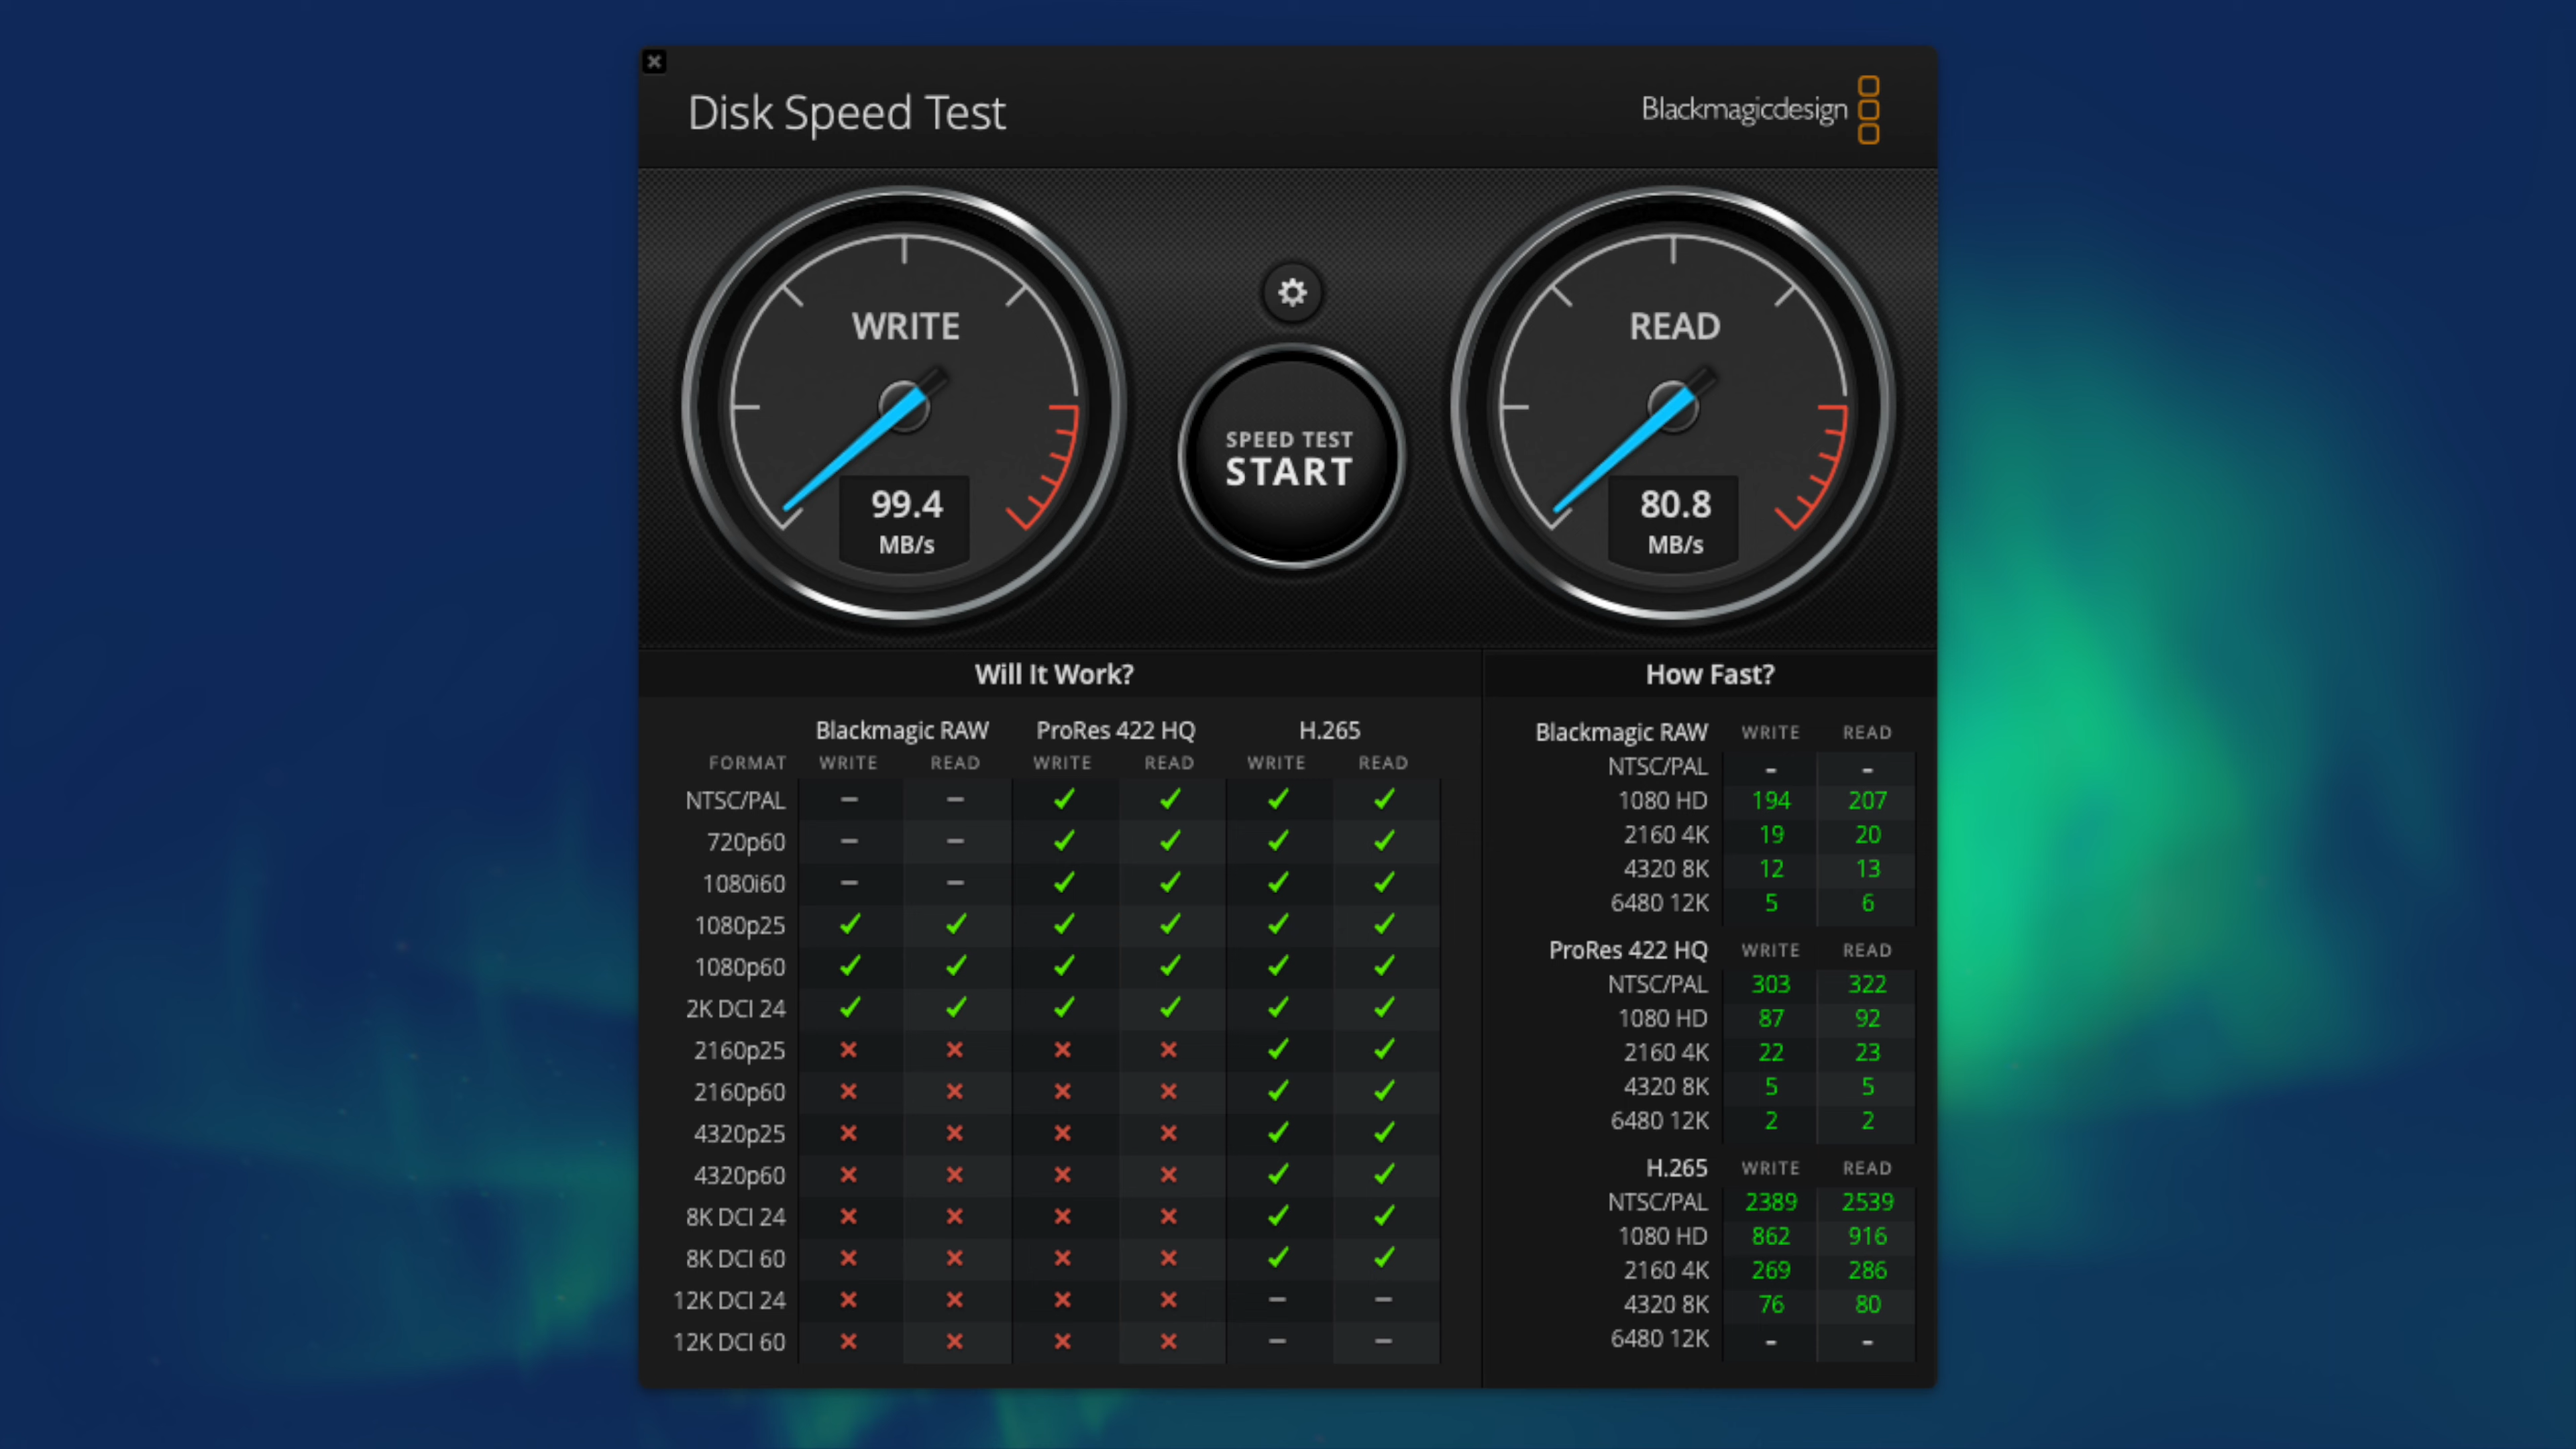 Disk Speed Test
Blackmagicdesign
WRITE
99.4
MB/s
SPEED TEST
START
READ
80.8
MB/s
Will It Work?
Blackmagic RAW ProRes 422 HQ H.265
FORMAT WRITE READ WRITE READ WRITE READ
NTSC/PAL – – ✓ ✓ ✓ ✓
720p60 – – ✓ ✓ ✓ ✓
1080i60 – – ✓ ✓ ✓ ✓
1080p25 ✓ ✓ ✓ ✓ ✓ ✓
1080p60 ✓ ✓ ✓ ✓ ✓ ✓
2K DCI 24 ✓ ✓ ✓ ✓ ✓ ✓
2160p25 ✗ ✗ ✗ ✗ ✓ ✓
2160p60 ✗ ✗ ✗ ✗ ✓ ✓
4320p25 ✗ ✗ ✗ ✗ ✓ ✓
4320p60 ✗ ✗ ✗ ✗ ✓ ✓
8K DCI 24 ✗ ✗ ✗ ✗ ✓ ✓
8K DCI 60 ✗ ✗ ✗ ✗ ✓ ✓
12K DCI 24 ✗ ✗ ✗ ✗ – –
12K DCI 60 ✗ ✗ ✗ ✗ – –
How Fast?
Blackmagic RAW WRITE READ
NTSC/PAL - -
1080 HD 194 207
2160 4K 19 20
4320 8K 12 13
6480 12K 5 6
ProRes 422 HQ WRITE READ
NTSC/PAL 303 322
1080 HD 87 92
2160 4K 22 23
4320 8K 5 5
6480 12K 2 2
H.265 WRITE READ
NTSC/PAL 2389 2539
1080 HD 862 916
2160 4K 269 286
4320 8K 76 80
6480 12K - -